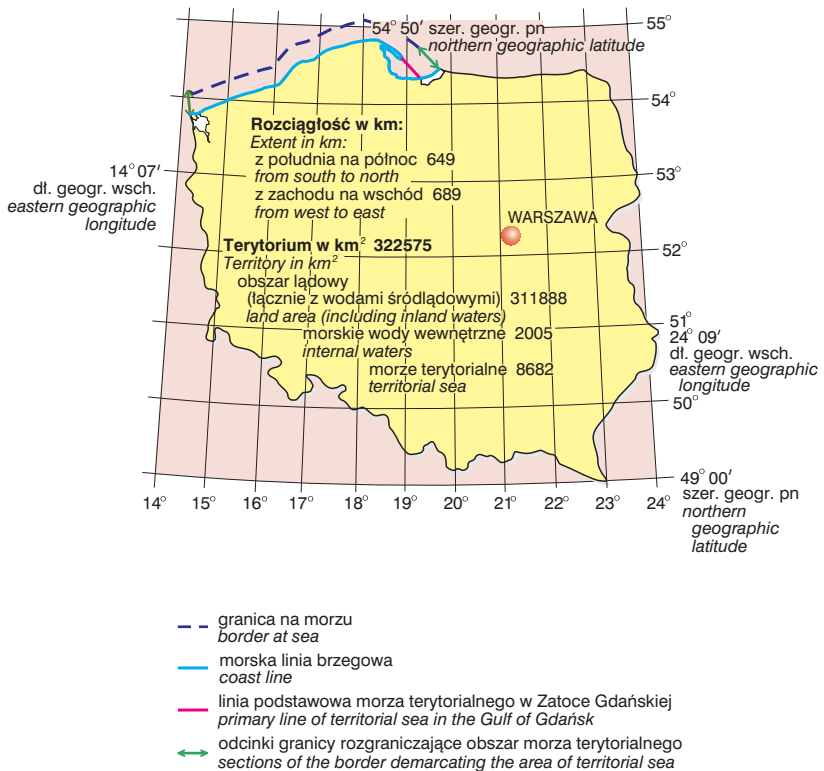 54° 50′ szer. geogr. pn
northern geographic latitude
55°
54°
53°
52°
51°
50°
14° 07′
dł. geogr. wsch.
eastern geographic
longitude
Rozciągłość w km:
Extent in km:
z południa na północ 649
from south to north
z zachodu na wschód 689
from west to east
WARSZAWA
Terytorium w km² 322575
Territory in km²
obszar lądowy
(łącznie z wodami śródlądowymi) 311888
land area (including inland waters)
morskie wody wewnętrzne 2005
internal waters
morze terytorialne 8682
territorial sea
24° 09′
dł. geogr. wsch.
eastern geographic
longitude
49° 00′
szer. geogr. pn
northern
geographic
latitude
14° 15° 16° 17° 18° 19° 20° 21° 22° 23° 24°
granica na morzu
border at sea
morska linia brzegowa
coast line
linia podstawowa morza terytorialnego w Zatoce Gdańskiej
primary line of territorial sea in the Gulf of Gdańsk
odcinki granicy rozgraniczające obszar morza terytorialnego
sections of the border demarcating the area of territorial sea